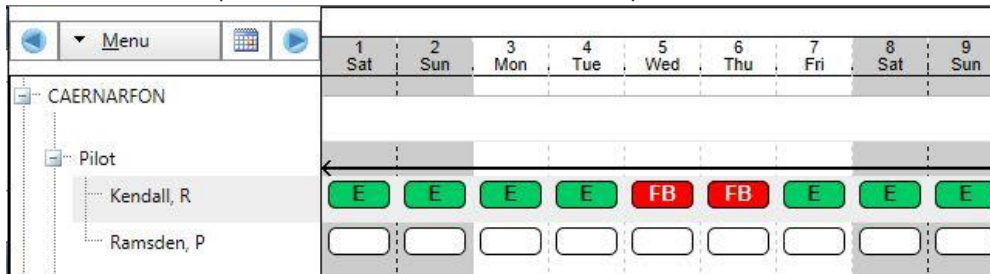 Menu
1 2 3 4 5 6 7 8 9
Sat Sun Mon Tue Wed Thu Fri Sat Sun
CAERNARFON
Pilot
Kendall, R E E E E FB FB E E E
Ramsden, P